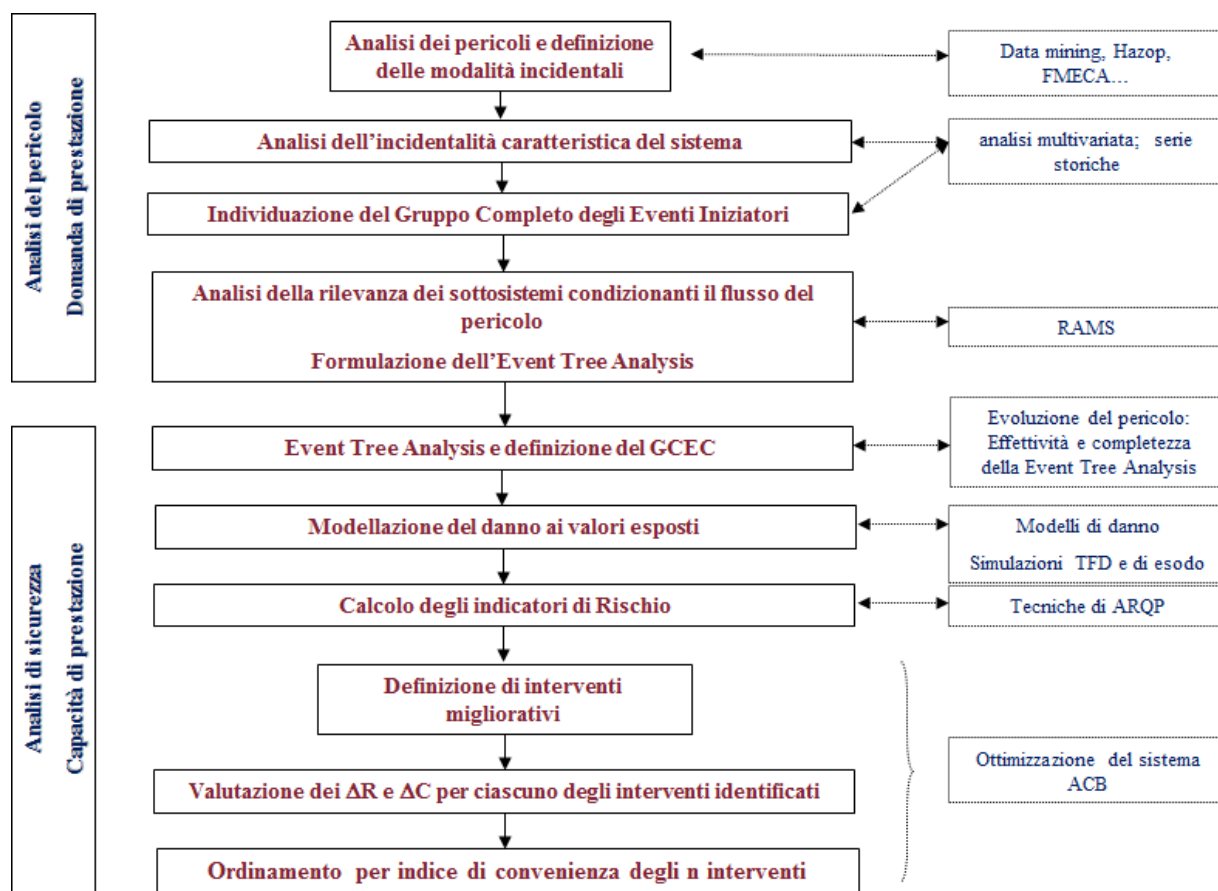 Analisi del pericolo
Domanda di prestazione
Analisi dei pericoli e definizione
delle modalità incidentali
Data mining, Hazop,
FMECA…
Analisi dell’incidentalità caratteristica del sistema
analisi multivariata; serie
storiche
Individuazione del Gruppo Completo degli Eventi Iniziatori
Analisi della rilevanza dei sottosistemi condizionanti il flusso del
pericolo
Formulazione dell’Event Tree Analysis
RAMS
Analisi di sicurezza
Capacità di prestazione
Event Tree Analysis e definizione del GCEC
Evoluzione del pericolo:
Effettività e completezza
della Event Tree Analysis
Modellazione del danno ai valori esposti
Modelli di danno
Simulazioni TFD e di esodo
Calcolo degli indicatori di Rischio
Tecniche di ARQP
Definizione di interventi
migliorativi
Valutazione dei ΔR e ΔC per ciascuno degli interventi identificati
Ottimizzazione del sistema
ACB
Ordinamento per indice di convenienza degli n interventi